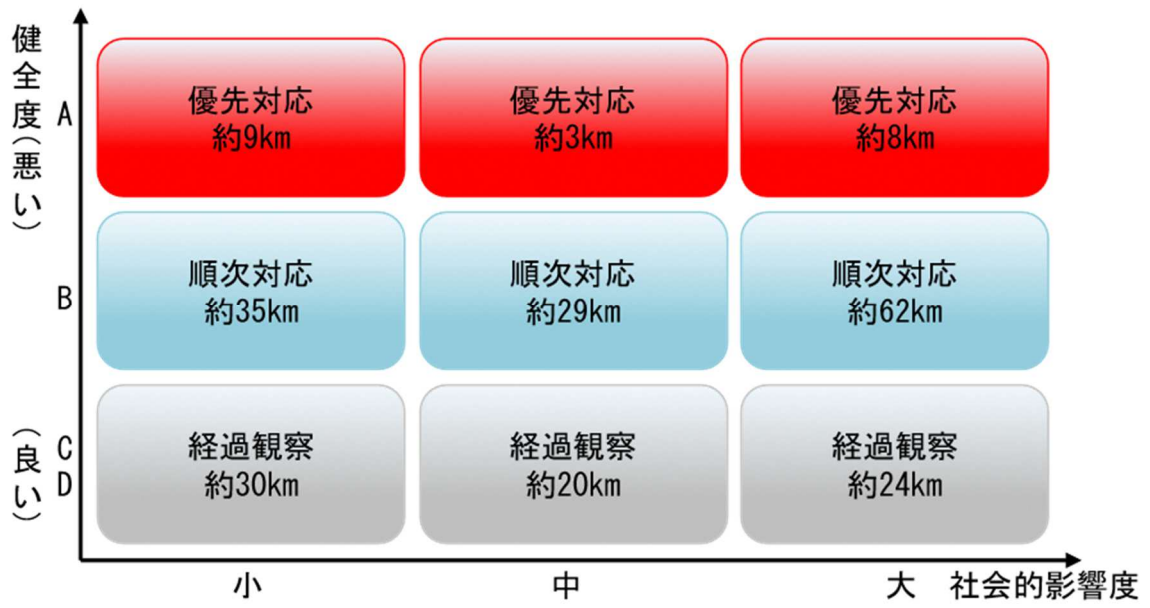 健全度(悪い)
(良い)
A
優先対応
約9km
優先対応
約3km
優先対応
約8km
B
順次対応
約35km
順次対応
約29km
順次対応
約62km
C
D
経過観察
約30km
経過観察
約20km
経過観察
約24km
小
中
大
社会的影響度